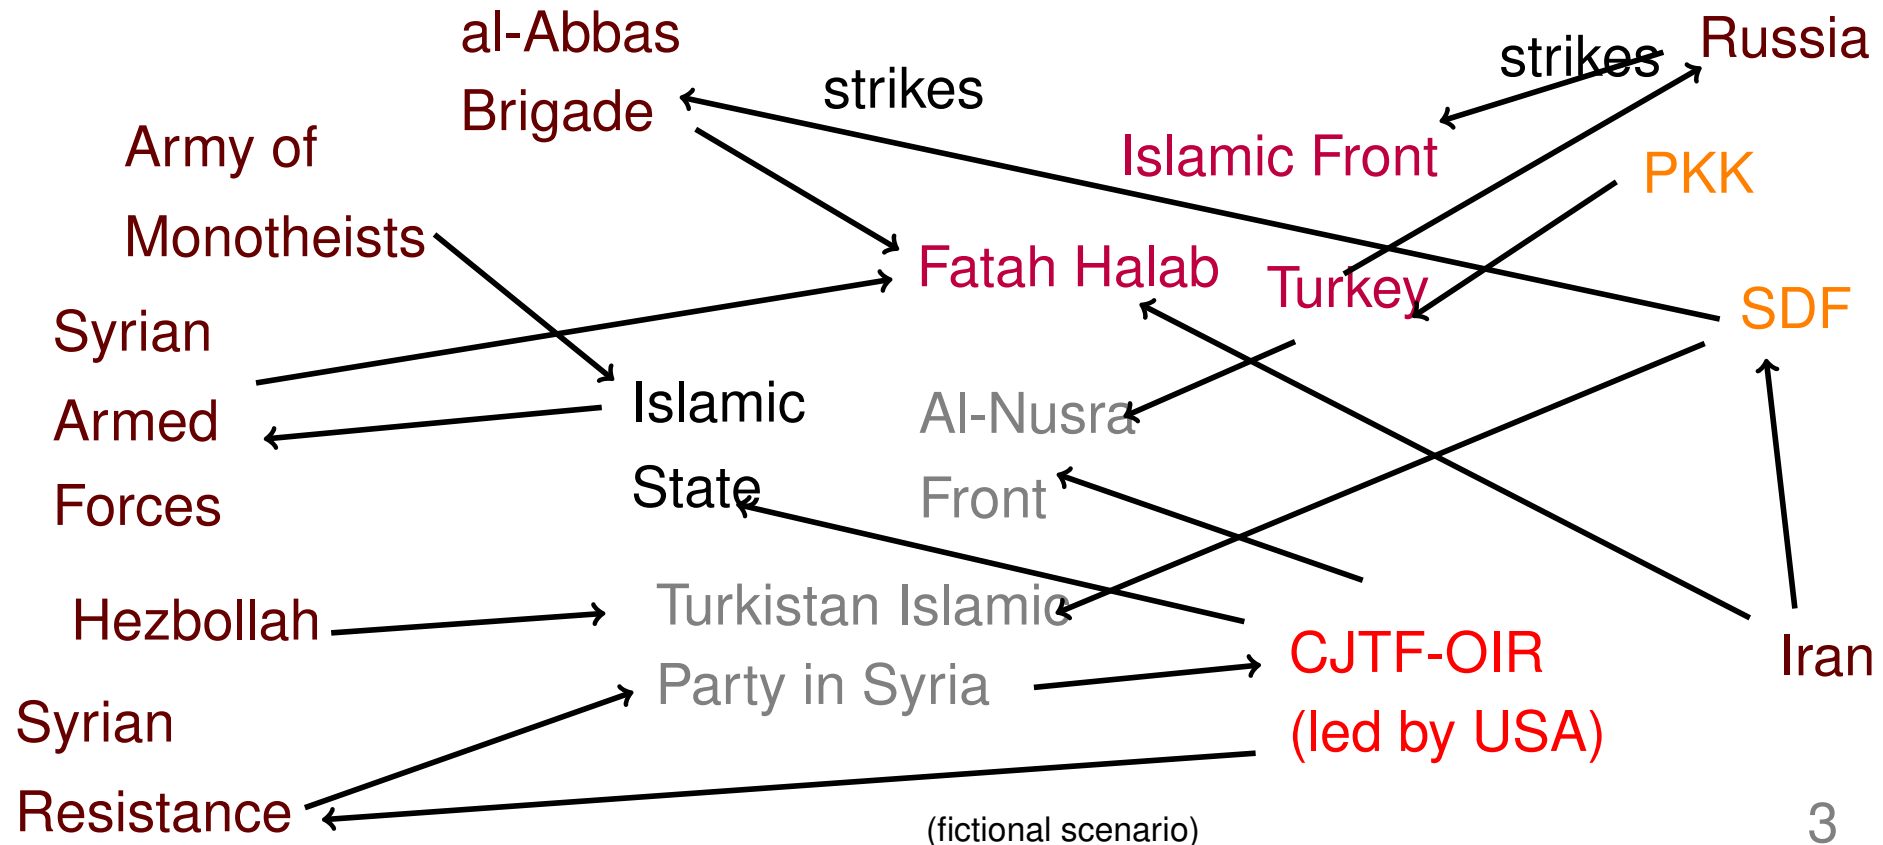 al-Abbas
Brigade
strikes
strikes
Russia
Army of
Monotheists
Islamic Front
PKK
Fatah Halab
Turkey
SDF
Syrian
Armed
Forces
Islamic
State
Al-Nusra
Front
Hezbollah
Turkistan Islamic
Party in Syria
CJTF-OIR
(led by USA)
Iran
Syrian
Resistance
(fictional scenario)
3